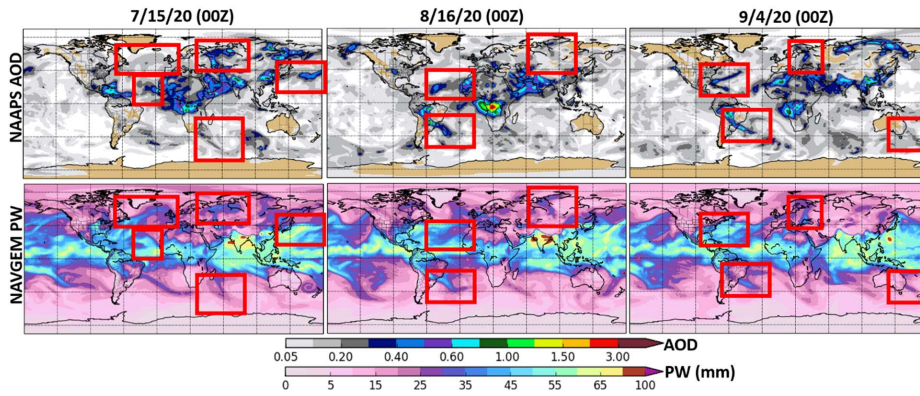 7/15/20 (00Z) 8/16/20 (00Z) 9/4/20 (00Z)
NAAPS AOD
NAVGEM PW
0.05 0.20 0.40 0.60 1.00 1.50 3.00 AOD
0 5 15 25 35 45 55 65 100 PW (mm)